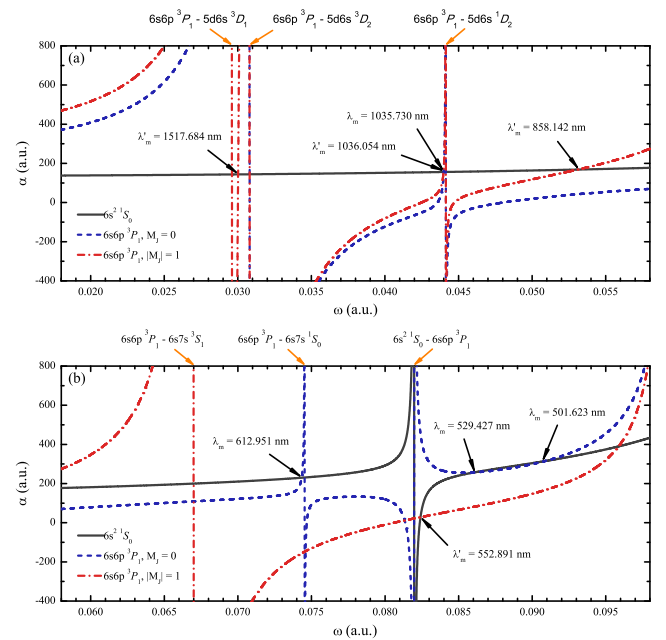 6s6p ³P₁ - 5d6s ³D₁ 6s6p ³P₁ - 5d6s ³D₂ 6s6p ³P₁ - 5d6s ¹D₂
800
600
400
200
0
-200
-400
α (a.u.)
(a)
λ'ₘ = 1517.684 nm
λₘ = 1035.730 nm
λ'ₘ = 1036.054 nm
λ'ₘ = 858.142 nm
6s² ¹S₀
6s6p ³P₁, M_J = 0
6s6p ³P₁, |M_J| = 1
0.020 0.025 0.030 0.035 0.040 0.045 0.050 0.055
ω (a.u.)
6s6p ³P₁ - 6s7s ³S₁ 6s6p ³P₁ - 6s7s ¹S₀ 6s² ¹S₀ - 6s6p ³P₁
800
600
400
200
0
-200
-400
α (a.u.)
(b)
λₘ = 612.951 nm
λₘ = 529.427 nm
λₘ = 501.623 nm
λ'ₘ = 552.891 nm
6s² ¹S₀
6s6p ³P₁, M_J = 0
6s6p ³P₁, |M_J| = 1
0.060 0.065 0.070 0.075 0.080 0.085 0.090 0.095
ω (a.u.)